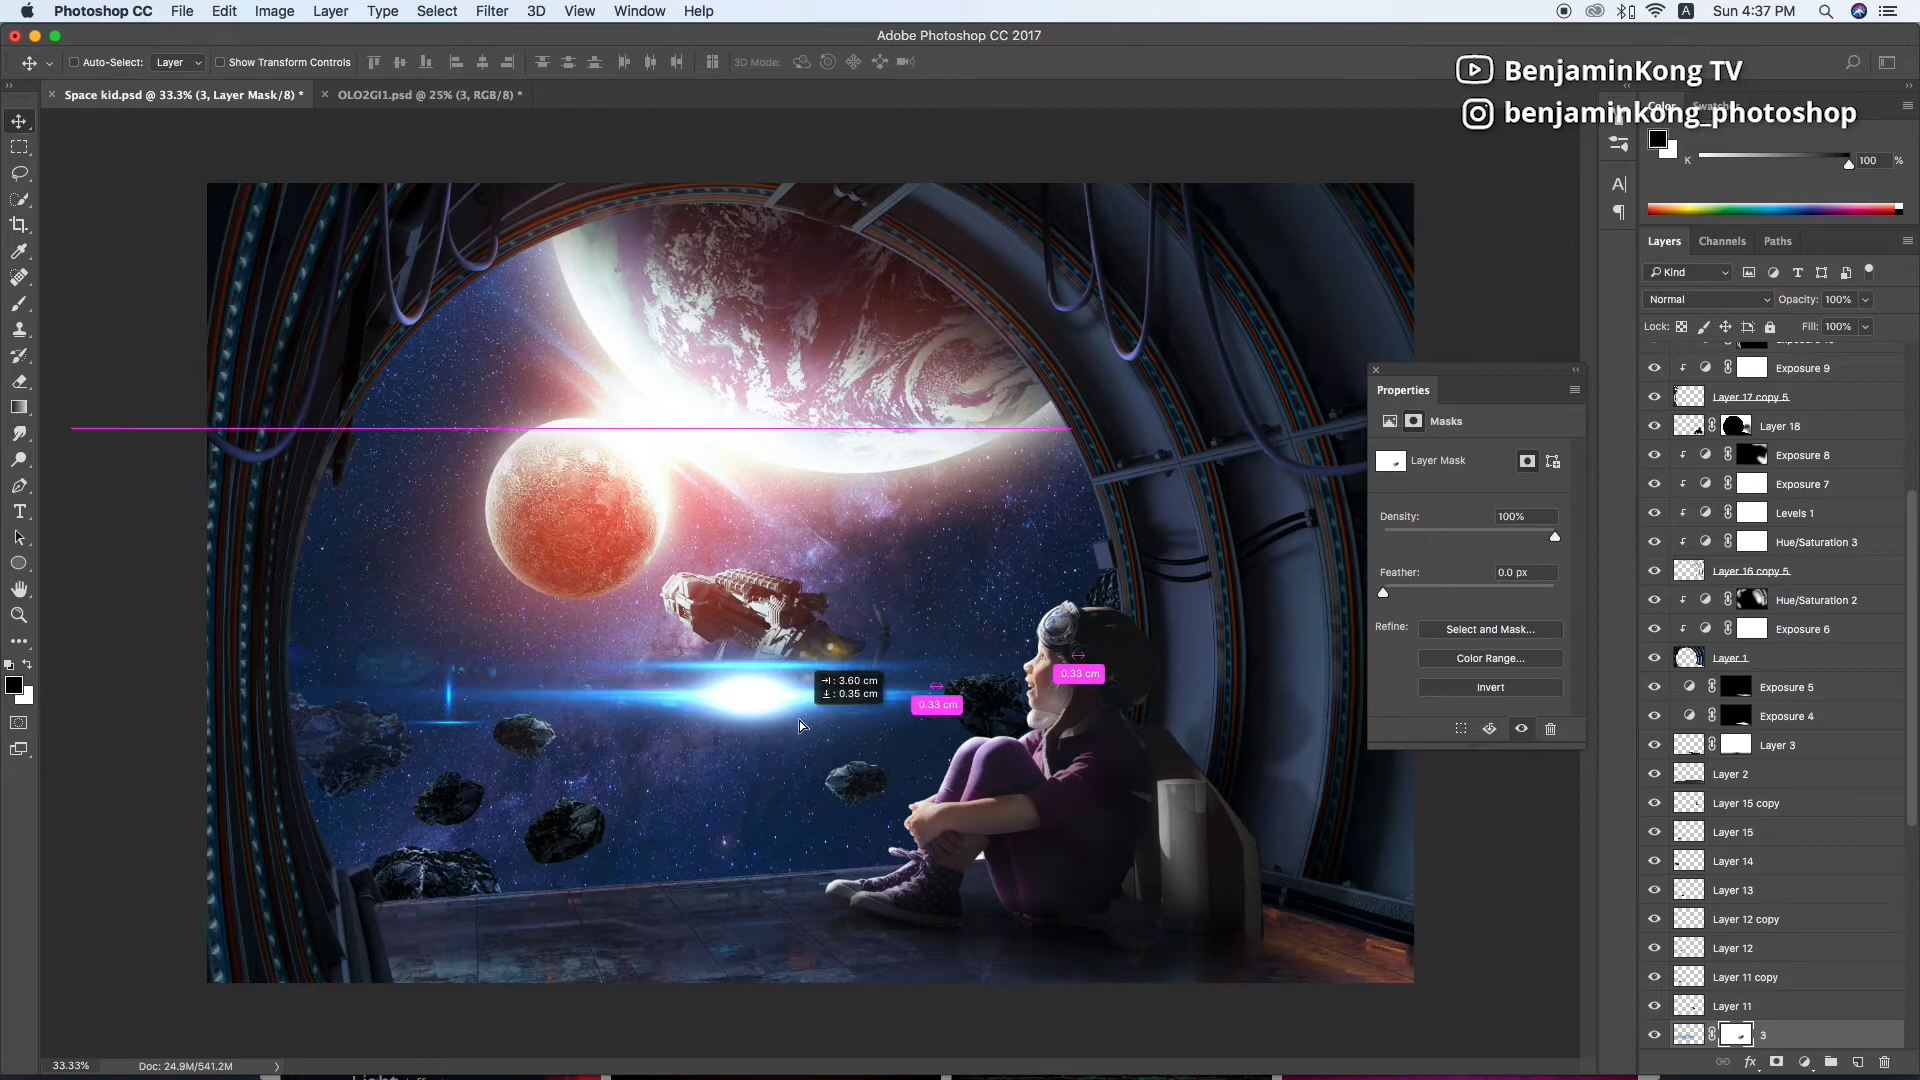 Photoshop CC File Edit Image Layer Type Select Filter 3D View Window Help A Sun 4:37 PM
Adobe Photoshop CC 2017
Auto-Select: Layer Show Transform Controls 3D Mode:
BenjaminKong TV
benjaminkong_photoshop
× Space kid.psd @ 33.3% (3, Layer Mask/8) * × OLO2GI1.psd @ 25% (3, RGB/8) *
Color Swatches
K 100 %
Layers Channels Paths
Kind
Normal Opacity: 100%
Lock: Fill: 100%
Exposure 9
Layer 17 copy 5
Layer 18
Exposure 8
Exposure 7
Levels 1
Hue/Saturation 3
Layer 16 copy 5
Hue/Saturation 2
Exposure 6
Layer 1
Exposure 5
Exposure 4
Layer 3
Layer 2
Layer 15 copy
Layer 15
Layer 14
Layer 13
Layer 12 copy
Layer 12
Layer 11 copy
Layer 11
3
Properties
Masks
Layer Mask
Density: 100%
Feather: 0.0 px
Refine: Select and Mask...
Color Range...
Invert
: 3.60 cm
: 0.35 cm
0.33 cm
0.33 cm
33.33% Doc: 24.9M/541.2M